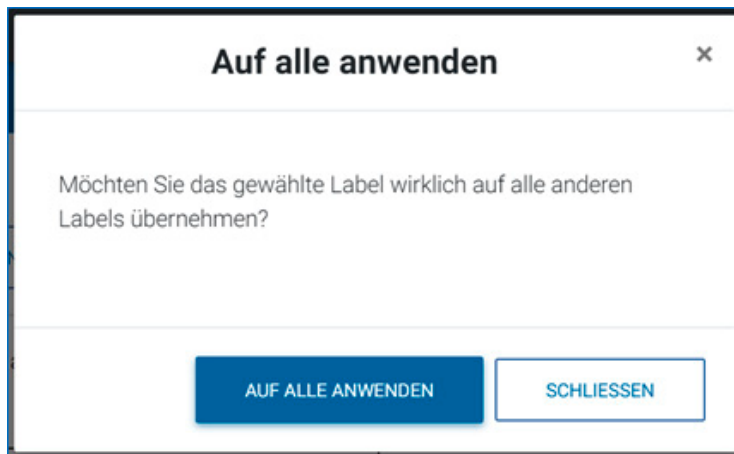 Auf alle anwenden
×
Möchten Sie das gewählte Label wirklich auf alle anderen
Labels übernehmen?
AUF ALLE ANWENDEN
SCHLIESSEN